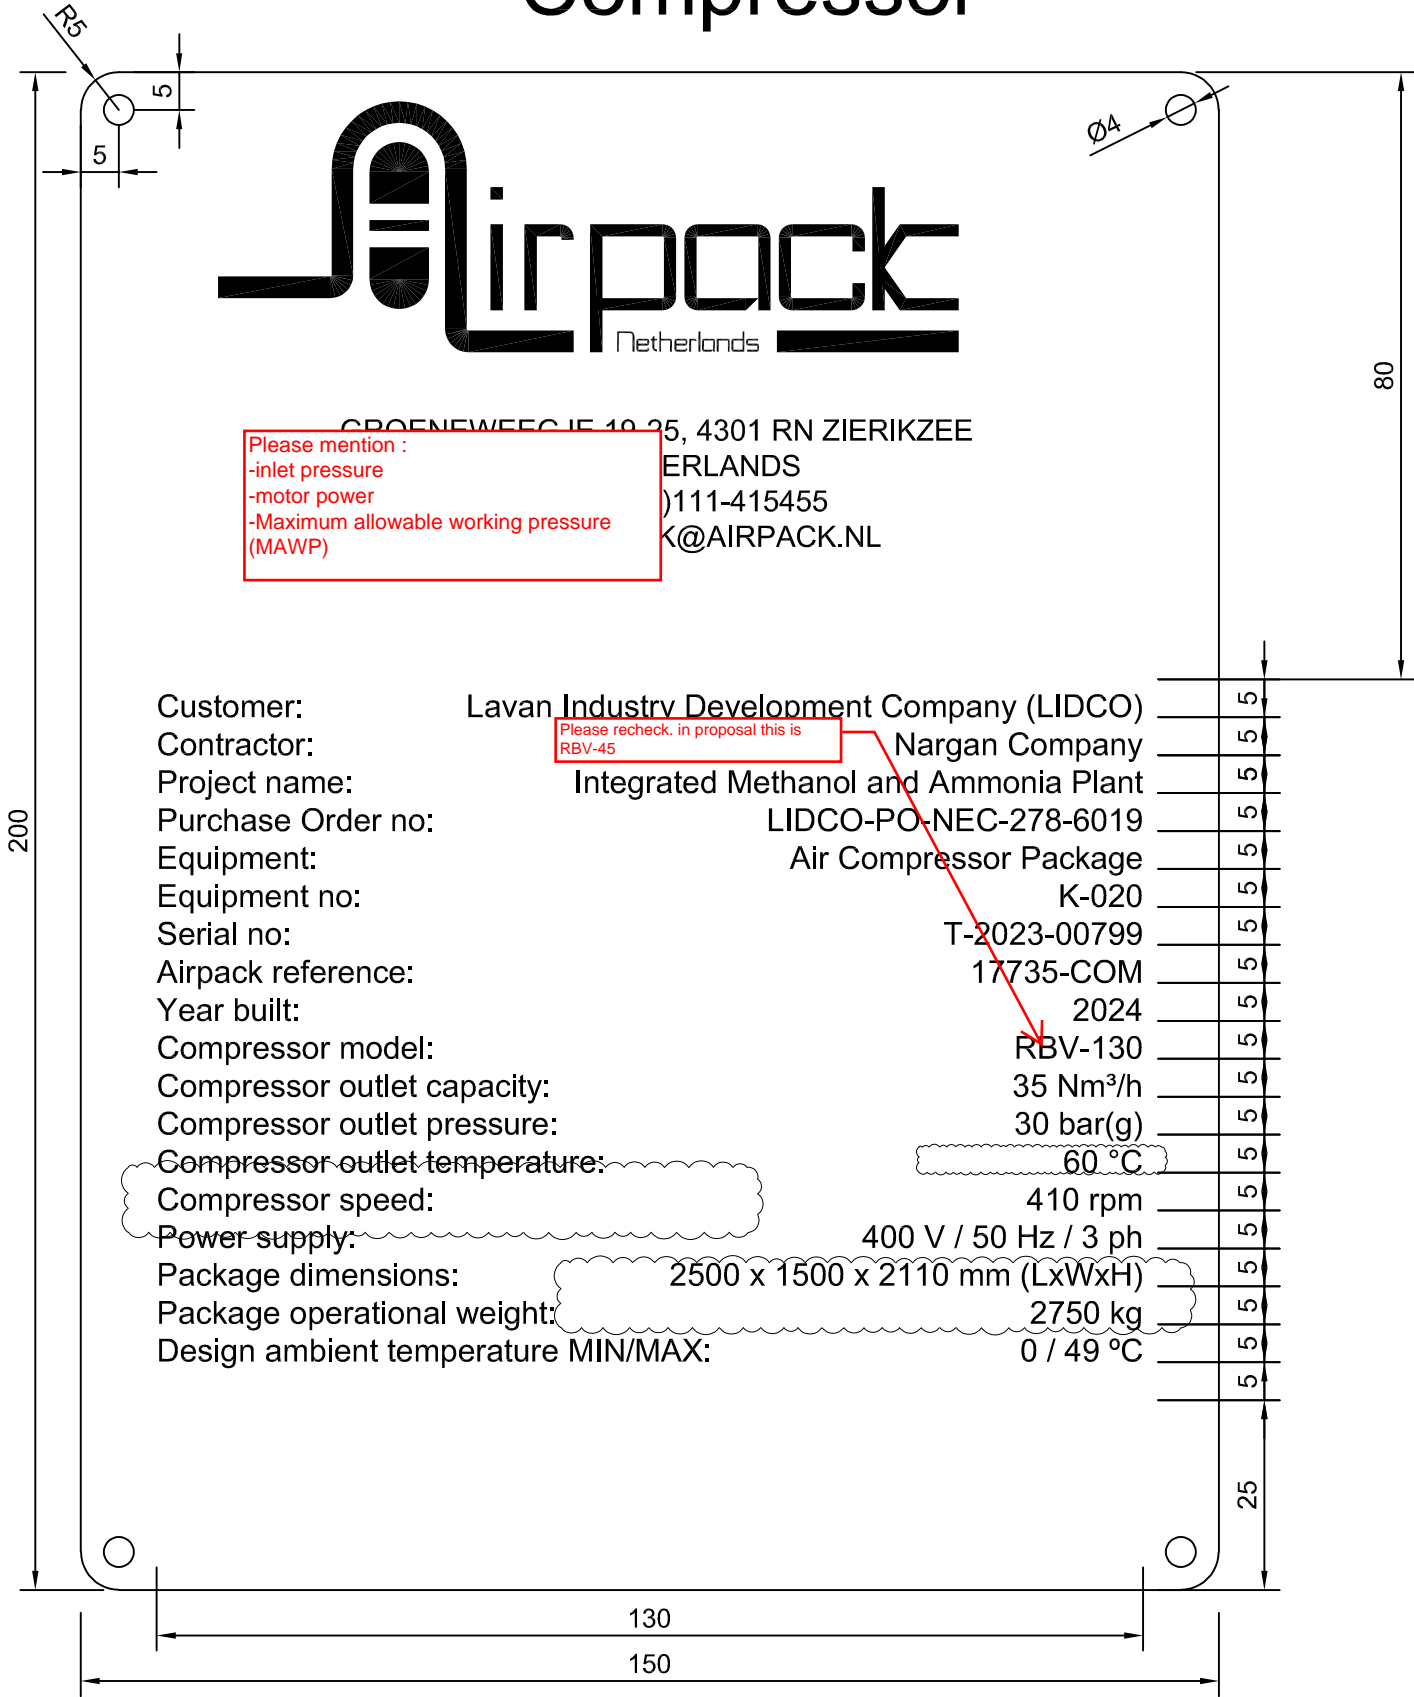 R5
5
5
Ø4
Airpack
Netherlands
5, 4301 RN ZIERIKZEE
Please mention :
-inlet pressure
-motor power
-Maximum allowable working pressure
(MAWP)
ERLANDS
)111-415455
K@AIRPACK.NL
80
200
Customer: Lavan Industry Development Company (LIDCO) 5
Please recheck. in proposal this is
RBV-45
Contractor: Nargan Company 5
Project name: Integrated Methanol and Ammonia Plant 5
Purchase Order no: LIDCO-PO-NEC-278-6019 5
Equipment: Air Compressor Package 5
Equipment no: K-020 5
Serial no: T-2023-00799 5
Airpack reference: 17735-COM 5
Year built: 2024 5
Compressor model: RBV-130 5
Compressor outlet capacity: 35 Nm³/h 5
Compressor outlet pressure: 30 bar(g) 5
Compressor outlet temperature: 60 °C 5
Compressor speed: 410 rpm 5
Power supply: 400 V / 50 Hz / 3 ph 5
Package dimensions: 2500 x 1500 x 2110 mm (LxWxH) 5
Package operational weight: 2750 kg 5
Design ambient temperature MIN/MAX: 0 / 49 ºC 5
5
25
130
150